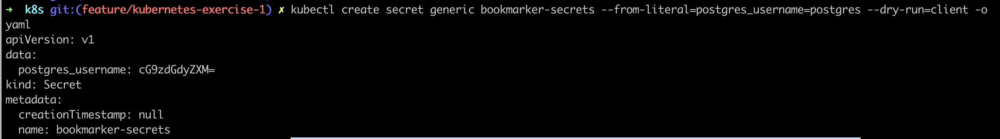 ➜  k8s git:(feature/kubernetes-exercise-1) ✗ kubectl create secret generic bookmarker-secrets --from-literal=postgres_username=postgres --dry-run=client -o
yaml
apiVersion: v1
data:
  postgres_username: cG9zdGdyZXM=
kind: Secret
metadata:
  creationTimestamp: null
  name: bookmarker-secrets